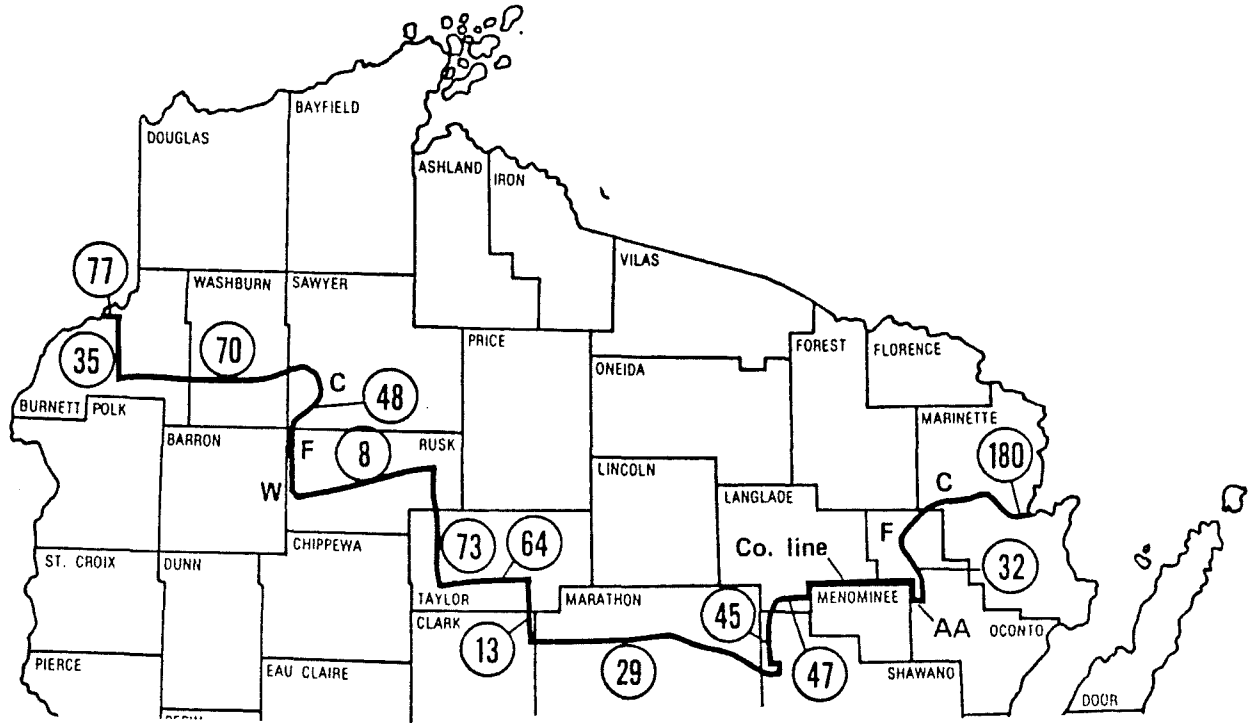 BAYFIELD
DOUGLAS
ASHLAND
IRON
VILAS
77
WASHBURN
SAWYER
35
70
PRICE
FOREST
FLORENCE
ONEIDA
C
48
BURNETT
POLK
MARINETTE
BARRON
F
8
RUSK
180
LINCOLN
W
LANGLADE
C
CHIPPEWA
F
73
64
Co. line
ST. CROIX
DUNN
32
TAYLOR
MARATHON
MENOMINEE
CLARK
45
AA
OCONTO
13
29
47
PIERCE
EAU CLAIRE
SHAWANO
DOOR